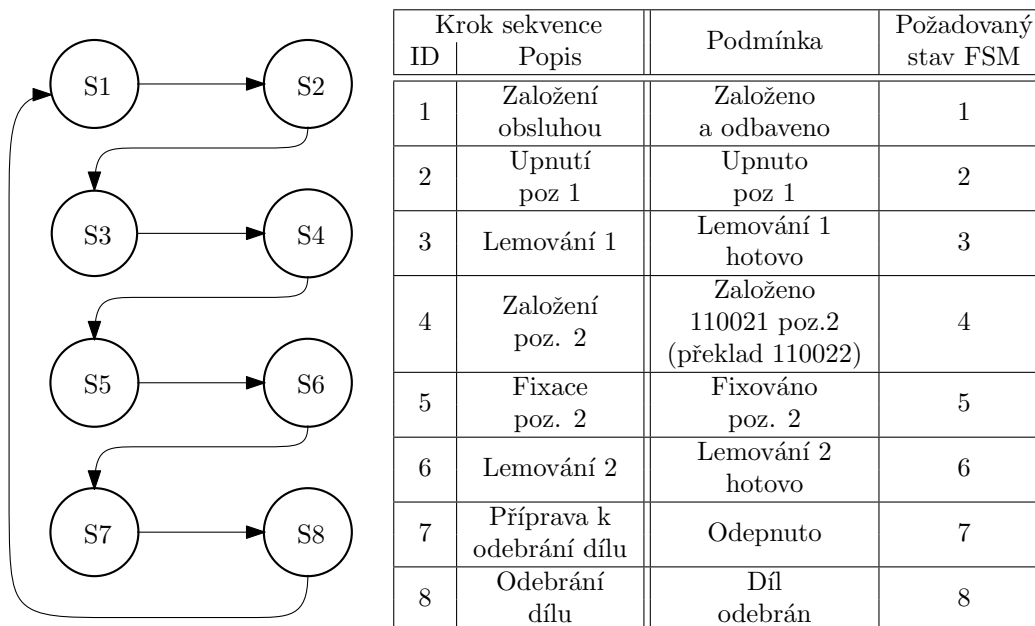 S1
S2
S3
S4
S5
S6
S7
S8
Krok sekvence
Podmínka
Požadovaný
stav FSM
ID
Popis
1
Založení
obsluhou
Založeno
a odbaveno
1
2
Upnutí
poz 1
Upnuto
poz 1
2
3
Lemování 1
Lemování 1
hotovo
3
4
Založení
poz. 2
Založeno
110021 poz.2
(překlad 110022)
4
5
Fixace
poz. 2
Fixováno
poz. 2
5
6
Lemování 2
Lemování 2
hotovo
6
7
Příprava k
odebrání dílu
Odepnuto
7
8
Odebrání
dílu
Díl
odebrán
8